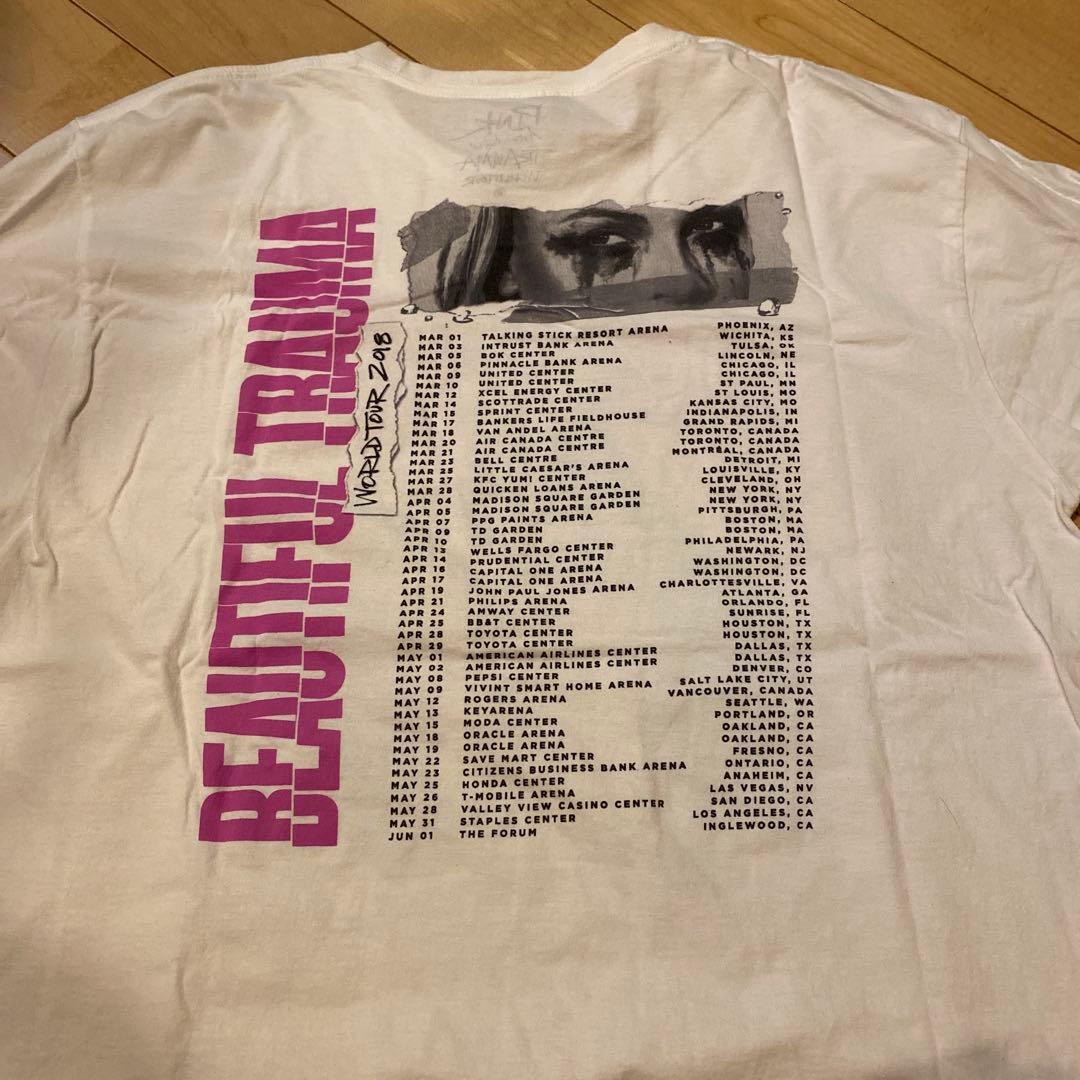 BEAUTIFUL TRAUMA
BEAUTIFUL TRAUMA
WORLD TOUR 2018
MAR 01 TALKING STICK RESORT ARENA PHOENIX, AZ
MAR 03 INTRUST BANK ARENA WICHITA, KS
MAR 05 BOK CENTER TULSA, OK
MAR 06 PINNACLE BANK ARENA LINCOLN, NE
MAR 09 UNITED CENTER CHICAGO, IL
MAR 10 UNITED CENTER CHICAGO, IL
MAR 12 XCEL ENERGY CENTER ST PAUL, MN
MAR 14 SCOTTRADE CENTER ST LOUIS, MO
MAR 15 SPRINT CENTER KANSAS CITY, MO
MAR 17 BANKERS LIFE FIELDHOUSE INDIANAPOLIS, IN
MAR 18 VAN ANDEL ARENA GRAND RAPIDS, MI
MAR 20 AIR CANADA CENTRE TORONTO, CANADA
MAR 21 AIR CANADA CENTRE TORONTO, CANADA
MAR 23 BELL CENTRE MONTRÉAL, CANADA
MAR 25 LITTLE CAESAR'S ARENA DETROIT, MI
MAR 27 KFC YUM! CENTER LOUISVILLE, KY
MAR 28 QUICKEN LOANS ARENA CLEVELAND, OH
APR 04 MADISON SQUARE GARDEN NEW YORK, NY
APR 05 MADISON SQUARE GARDEN NEW YORK, NY
APR 07 PPG PAINTS ARENA PITTSBURGH, PA
APR 09 TD GARDEN BOSTON, MA
APR 10 TD GARDEN BOSTON, MA
APR 13 WELLS FARGO CENTER PHILADELPHIA, PA
APR 14 PRUDENTIAL CENTER NEWARK, NJ
APR 16 CAPITAL ONE ARENA WASHINGTON, DC
APR 17 CAPITAL ONE ARENA WASHINGTON, DC
APR 19 JOHN PAUL JONES ARENA CHARLOTTESVILLE, VA
APR 21 PHILIPS ARENA ATLANTA, GA
APR 24 AMWAY CENTER ORLANDO, FL
APR 25 BB&T CENTER SUNRISE, FL
APR 28 TOYOTA CENTER HOUSTON, TX
APR 29 TOYOTA CENTER HOUSTON, TX
MAY 01 AMERICAN AIRLINES CENTER DALLAS, TX
MAY 02 AMERICAN AIRLINES CENTER DALLAS, TX
MAY 08 PEPSI CENTER DENVER, CO
MAY 09 VIVINT SMART HOME ARENA SALT LAKE CITY, UT
MAY 12 ROGERS ARENA VANCOUVER, CANADA
MAY 13 KEYARENA SEATTLE, WA
MAY 15 MODA CENTER PORTLAND, OR
MAY 18 ORACLE ARENA OAKLAND, CA
MAY 19 ORACLE ARENA OAKLAND, CA
MAY 22 SAVE MART CENTER FRESNO, CA
MAY 23 CITIZENS BUSINESS BANK ARENA ONTARIO, CA
MAY 25 HONDA CENTER ANAHEIM, CA
MAY 26 T-MOBILE ARENA LAS VEGAS, NV
MAY 28 VALLEY VIEW CASINO CENTER SAN DIEGO, CA
MAY 31 STAPLES CENTER LOS ANGELES, CA
JUN 01 THE FORUM INGLEWOOD, CA